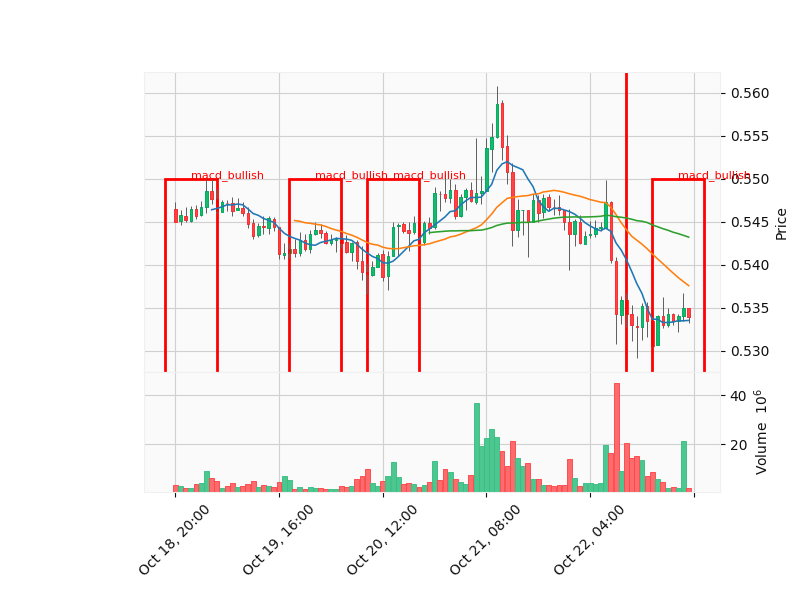 0.560
0.555
macd_bullish macd_bullish macd_bullish macd_bullish 0.550
0.545
0.540
0.535
0.530
Price
40
20
Volume 10^6
Oct 18, 20:00
Oct 19, 16:00
Oct 20, 12:00
Oct 21, 08:00
Oct 22, 04:00